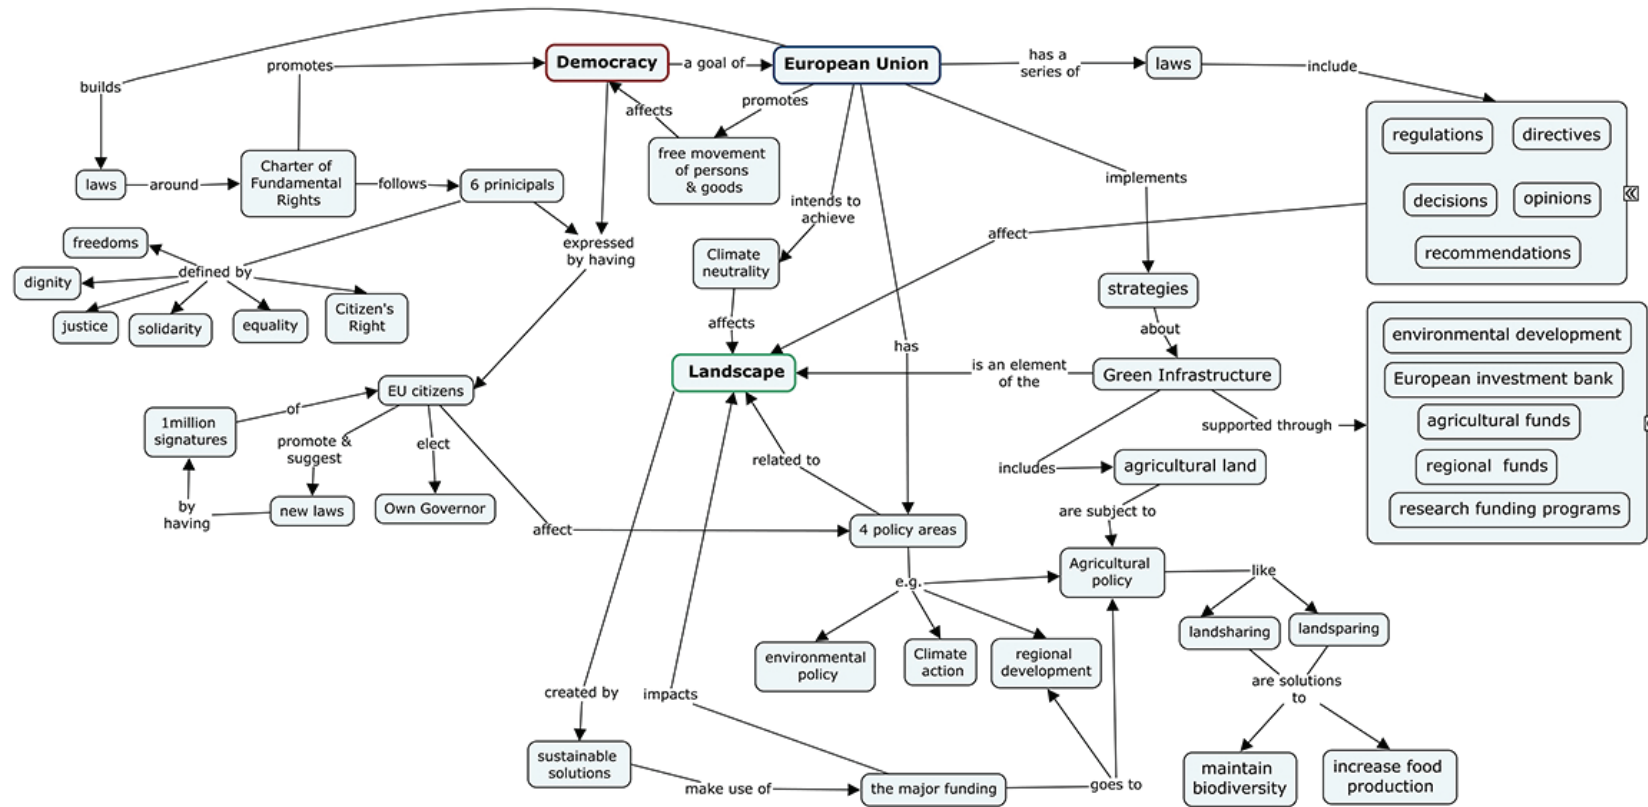 Democracy
a goal of
European Union
has a
series of
laws
include
promotes
builds
affects
promotes
regulations
directives
decisions
opinions
recommendations
free movement
of persons
& goods
laws
around
Charter of
Fundamental
Rights
follows
6 prinicipals
implements
intends to
achieve
affect
freedoms
dignity
defined by
justice
solidarity
equality
Citizen's
Right
expressed
by having
Climate
neutrality
strategies
affects
about
has
environmental development
European investment bank
agricultural funds
regional funds
research funding programs
Landscape
is an element
of the
Green Infrastructure
supported through
EU citizens
of
1million
signatures
promote &
suggest
elect
by
having
new laws
Own Governor
related to
includes
agricultural land
are subject to
affect
4 policy areas
e.g.
Agricultural
policy
like
landsharing
landsparing
environmental
policy
Climate
action
regional
development
are solutions
to
created by
impacts
sustainable
solutions
make use of
the major funding
goes to
maintain
biodiversity
increase food
production